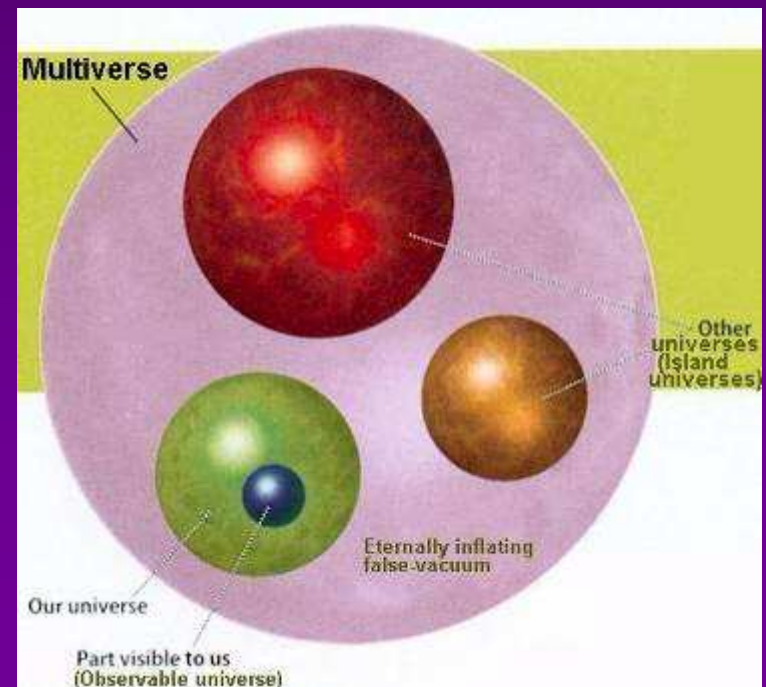 Multiverse
Other
universes
(Island
universes)
Eternally inflating
false-vacuum
Our universe
Part visible to us
(Observable universe)